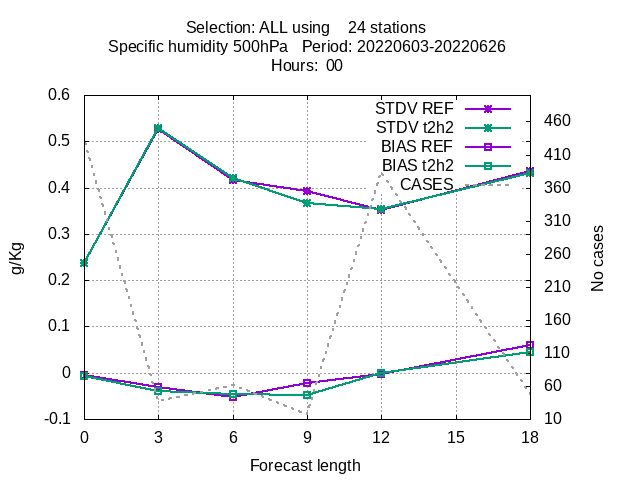 Selection: ALL using 24 stations
Specific humidity 500hPa Period: 20220603-20220626
Hours: 00
STDV REF
STDV t2h2
BIAS REF
BIAS t2h2
CASES
0.6
0.5
0.4
0.3
0.2
0.1
0
-0.1
g/Kg
460
410
360
310
260
210
160
110
60
10
No cases
0 3 6 9 12 15 18
Forecast length